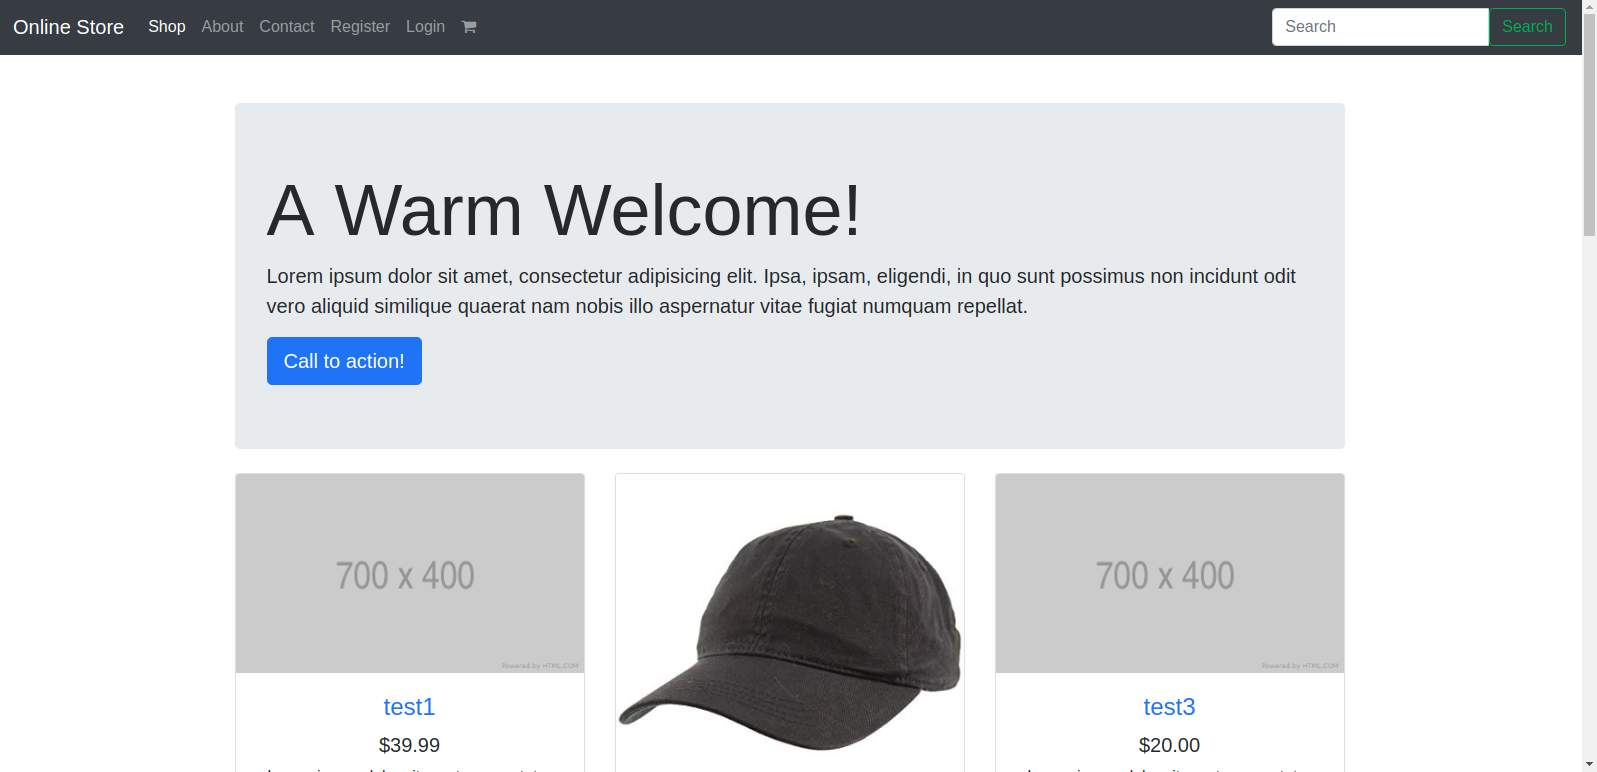 Online Store Shop About Contact Register Login Search Search
A Warm Welcome!
Lorem ipsum dolor sit amet, consectetur adipisicing elit. Ipsa, ipsam, eligendi, in quo sunt possimus non incidunt odit
vero aliquid similique quaerat nam nobis illo aspernatur vitae fugiat numquam repellat.
Call to action!
700 x 400
Powered by HTML.COM
test1
$39.99
700 x 400
Powered by HTML.COM
test3
$20.00